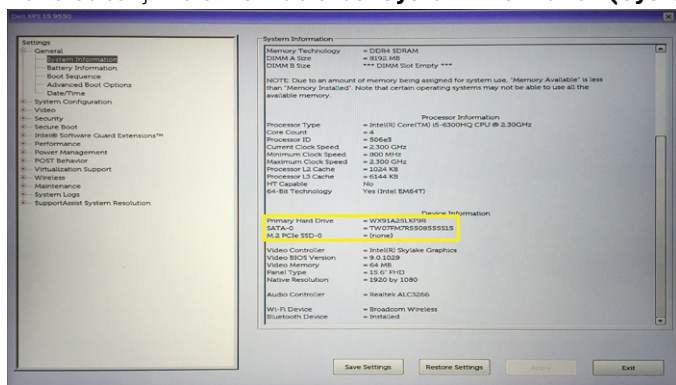 Dell XPS 15 9550
Settings
General
System Information
Battery Information
Boot Sequence
Advanced Boot Options
Date/Time
System Configuration
Video
Security
Secure Boot
Intel® Software Guard Extensions™
Performance
Power Management
POST Behavior
Virtualization Support
Wireless
Maintenance
System Logs
SupportAssist System Resolution
System Information
Memory Technology = DDR4 SDRAM
DIMM A Size = 8192 MB
DIMM B Size *** DIMM Slot Empty ***
NOTE: Due to an amount of memory being assigned for system use, "Memory Available" is less
than "Memory Installed". Note that certain operating systems may not be able to use all the
available memory.
Processor Information
Processor Type = Intel(R) Core(TM) i5-6300HQ CPU @ 2.30GHz
Core Count = 4
Processor ID = 506e3
Current Clock Speed = 2.300 GHz
Minimum Clock Speed = 800 MHz
Maximum Clock Speed = 2.300 GHz
Processor L2 Cache = 1024 KB
Processor L3 Cache = 6144 KB
HT Capable No
64-Bit Technology Yes (Intel EM64T)
Device Information
Primary Hard Drive
SATA-0
M.2 PCIe SSD-0 = (none)
Video Controller = Intel(R) Skylake Graphics
Video BIOS Version = 9.0.1029
Video Memory = 64 MB
Panel Type = 15.6" FHD
Native Resolution = 1920 by 1080
Audio Controller = Realtek ALC3266
Wi-Fi Device = Broadcom Wireless
Bluetooth Device = Installed
Save Settings
Restore Settings
Apply
Exit